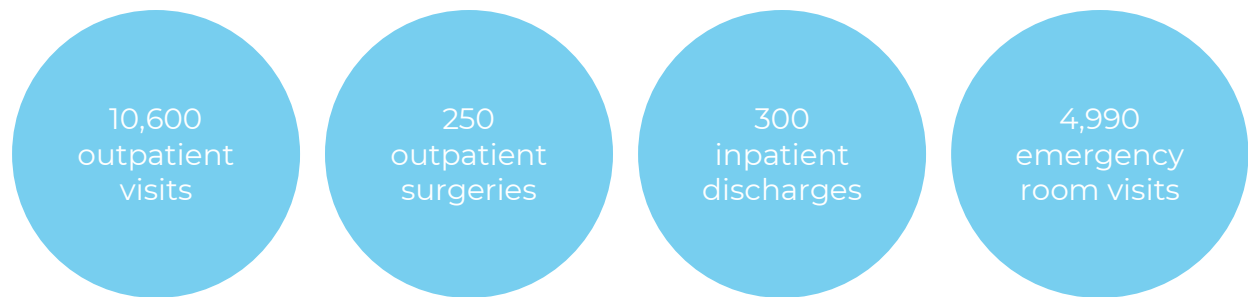 10,600
outpatient
visits
250
outpatient
surgeries
300
inpatient
discharges
4,990
emergency
room visits